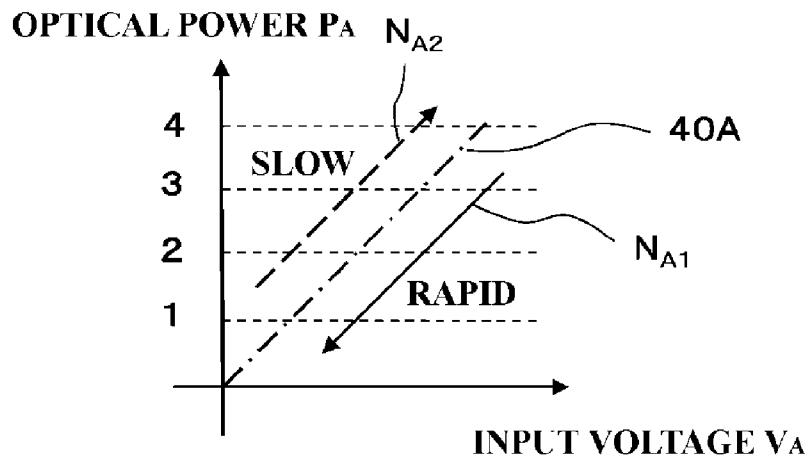 OPTICAL POWER PA
NA2
4
40A
SLOW
3
2
NA1
RAPID
1
INPUT VOLTAGE VA